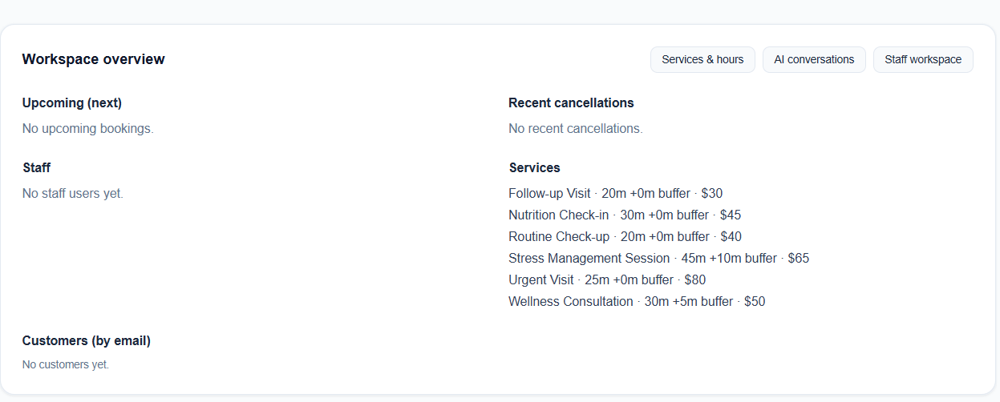 Workspace overview
Services & hours
AI conversations
Staff workspace
Upcoming (next)
No upcoming bookings.
Recent cancellations
No recent cancellations.
Staff
No staff users yet.
Services
Follow-up Visit · 20m +0m buffer · $30
Nutrition Check-in · 30m +0m buffer · $45
Routine Check-up · 20m +0m buffer · $40
Stress Management Session · 45m +10m buffer · $65
Urgent Visit · 25m +0m buffer · $80
Wellness Consultation · 30m +5m buffer · $50
Customers (by email)
No customers yet.